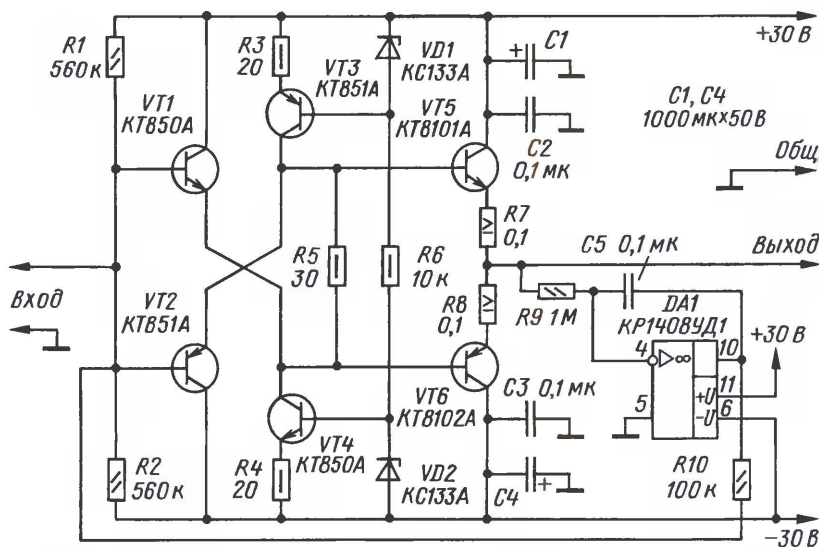 R1
560 к
VT1
КТ850А
R3
20
VT3
КТ851А
VD1
КС133А
VT5
КТ8101А
+
C1
C2
0,1 мк
+30 В
C1, C4
1000 мк×50 В
Общ.
R5
30
R6
10 к
R7
0,1
Вход
VT2
КТ851А
R8
0,1
C5 0,1 мк
Выход
R9 1М
DA1
КР1408УД1
+30 В
4
▷∞
10
11
+U
5
-U
6
VT6
КТ8102А
C3 0,1 мк
R2
560 к
R4
20
VT4
КТ850А
VD2
КС133А
C4
+
R10
100 к
−30 В